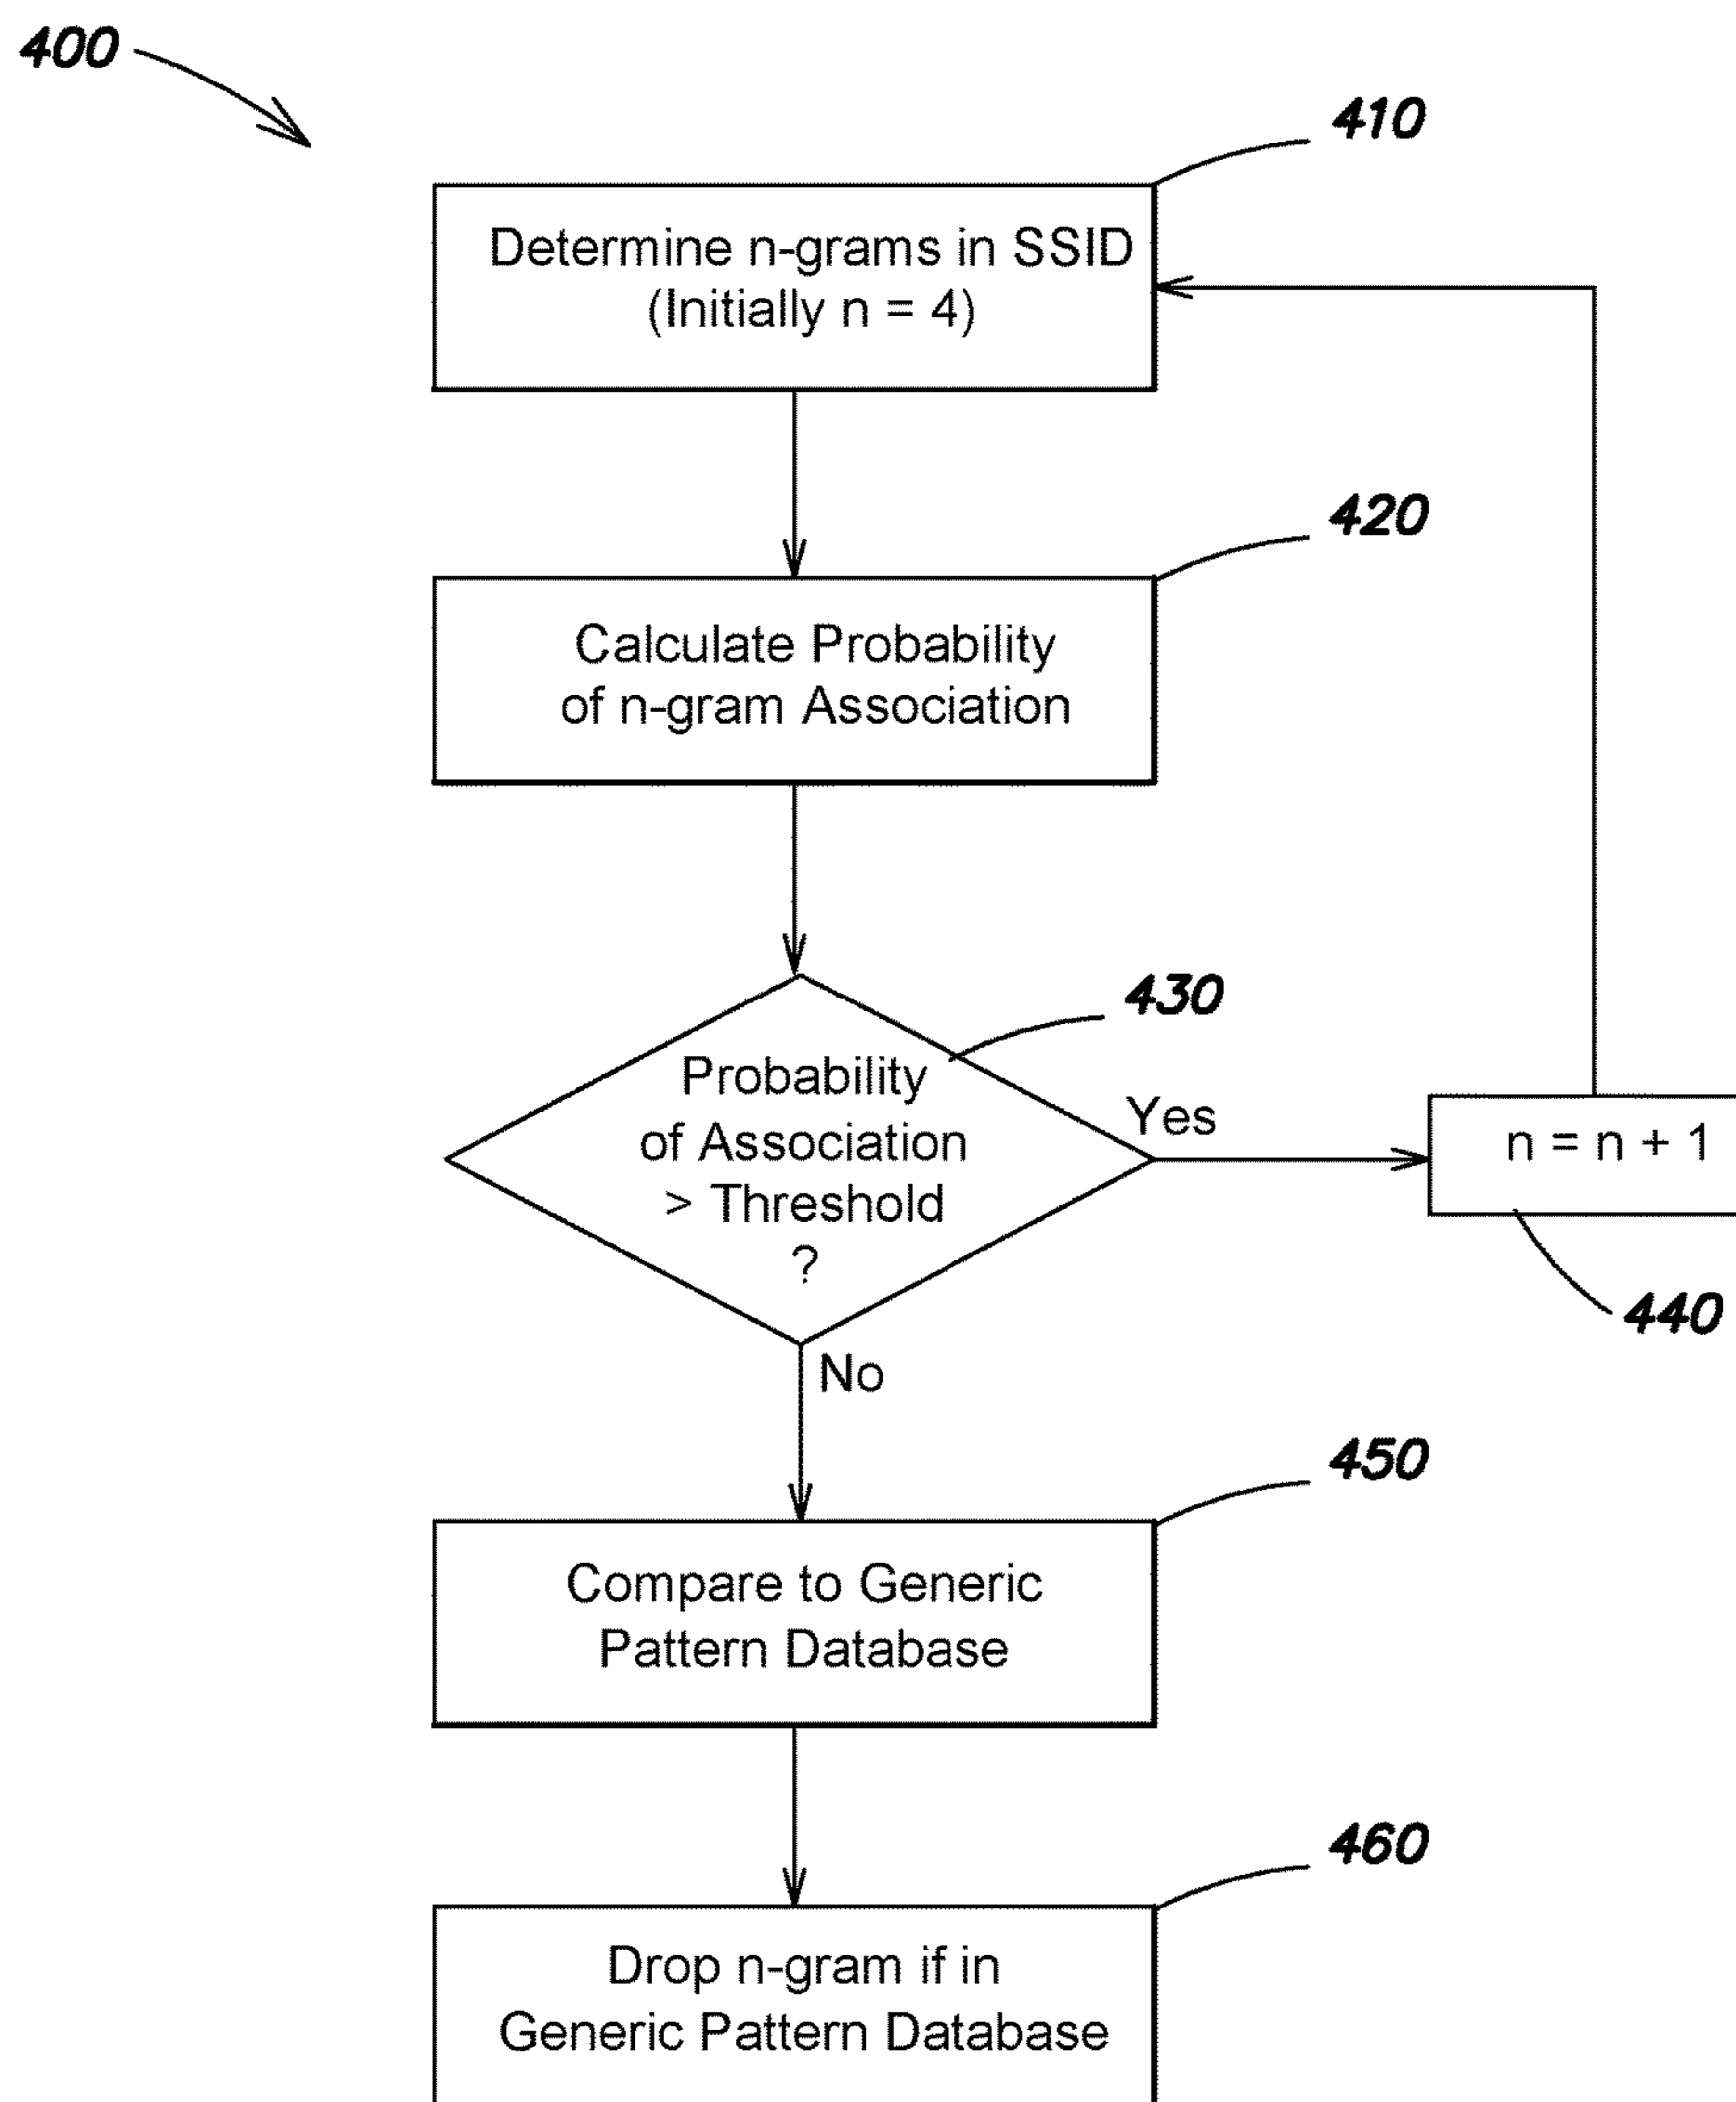 400
410
Determine n-grams in SSID
(Initially n = 4)
420
Calculate Probability
of n-gram Association
430
Probability
of Association
> Threshold
?
Yes
n = n + 1
440
No
450
Compare to Generic
Pattern Database
460
Drop n-gram if in
Generic Pattern Database